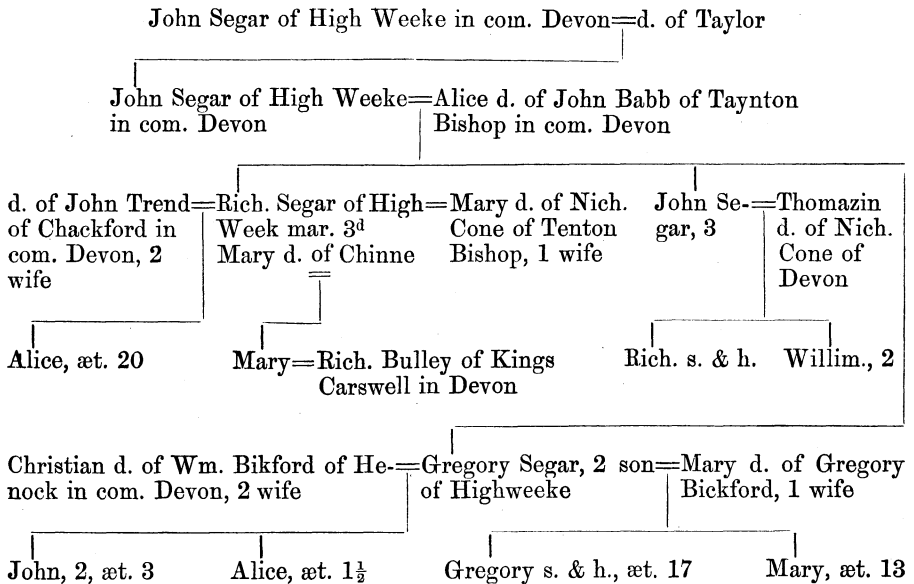 John Segar of High Weeke in com. Devon=d. of Taylor
John Segar of High Weeke=Alice d. of John Babb of Taynton
in com. Devon
Bishop in com. Devon
d. of John Trend=Rich. Segar of High=Mary d. of Nich.
of Chackford in
com. Devon, 2
wife
Week mar. 3d
Mary d. of Chinne
Cone of Tenton
Bishop, 1 wife
John Se-=Thomazin
gar, 3
d. of Nich.
Cone of
Devon
Alice, æt. 20
Mary=Rich. Bulley of Kings
Carswell in Devon
Rich. s. & h.
Willim., 2
Christian d. of Wm. Bikford of He-=Gregory Segar, 2 son=Mary d. of Gregory
nock in com. Devon, 2 wife
of Highweeke
Bickford, 1 wife
John, 2, æt. 3
Alice, æt. 1½
Gregory s. & h., æt. 17
Mary, æt. 13